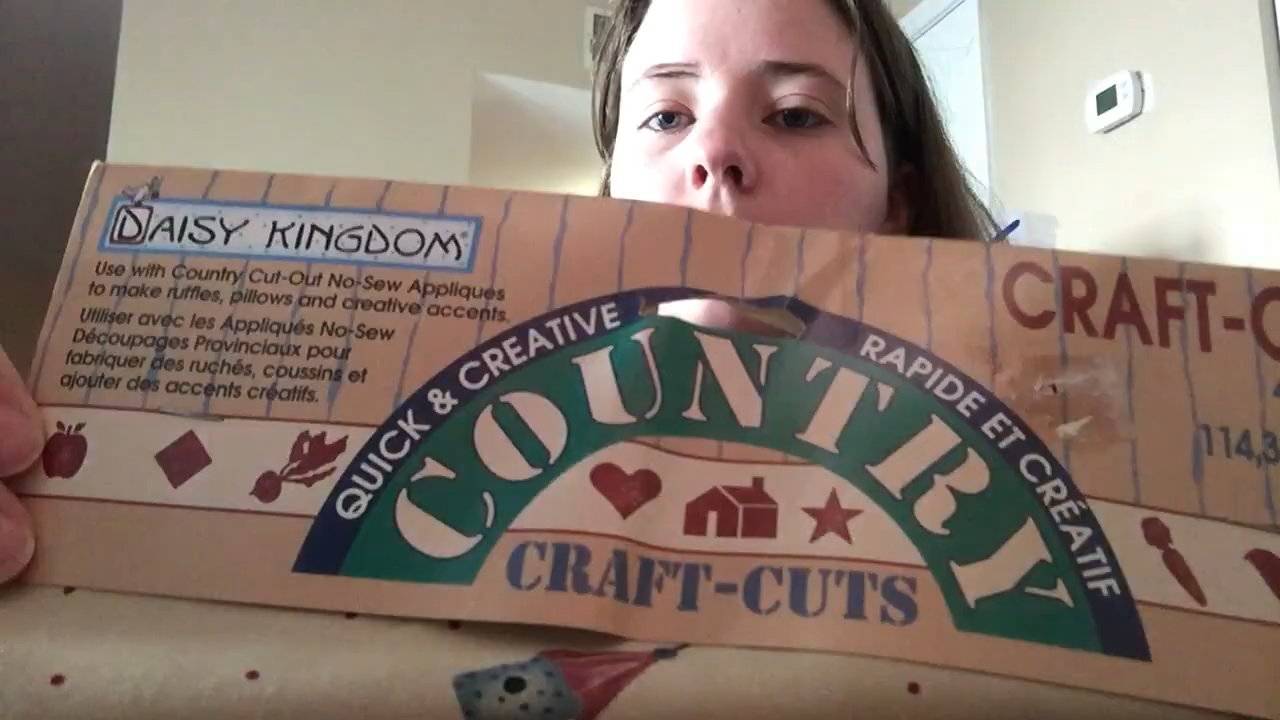 DAISY KINGDOM
Use with Country Cut-Out No-Sew Appliques
to make ruffles, pillows and creative accents.
Utiliser avec les Appliqués No-Sew
Découpages Provinciaux pour
fabriquer des ruchés, coussins et
ajouter des accents créatifs.
QUICK & CREATIVE
RAPIDE ET CRÉATIF
COUNTRY
CRAFT-CUTS
CRAFT-C
114,3